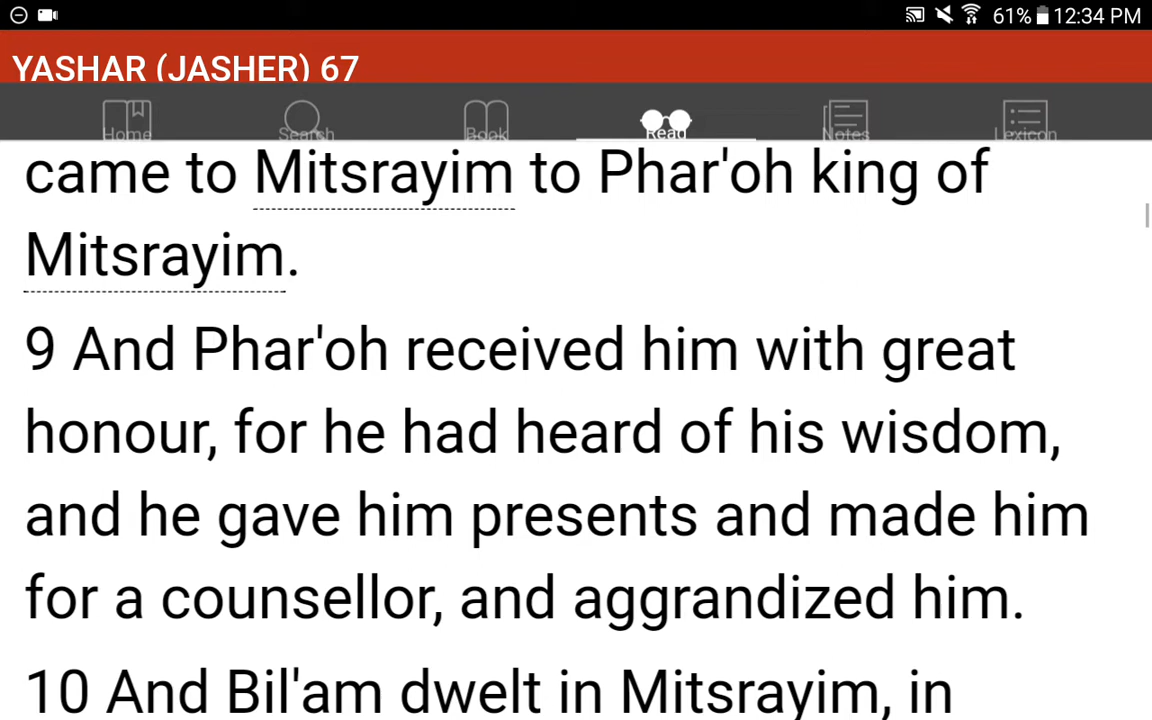 61% 12:34 PM
YASHAR (JASHER) 67
Home Search Book Read Notes Lexicon
came to Mitsrayim to Phar'oh king of
Mitsrayim.
9 And Phar'oh received him with great
honour, for he had heard of his wisdom,
and he gave him presents and made him
for a counsellor, and aggrandized him.
10 And Bil'am dwelt in Mitsrayim, in